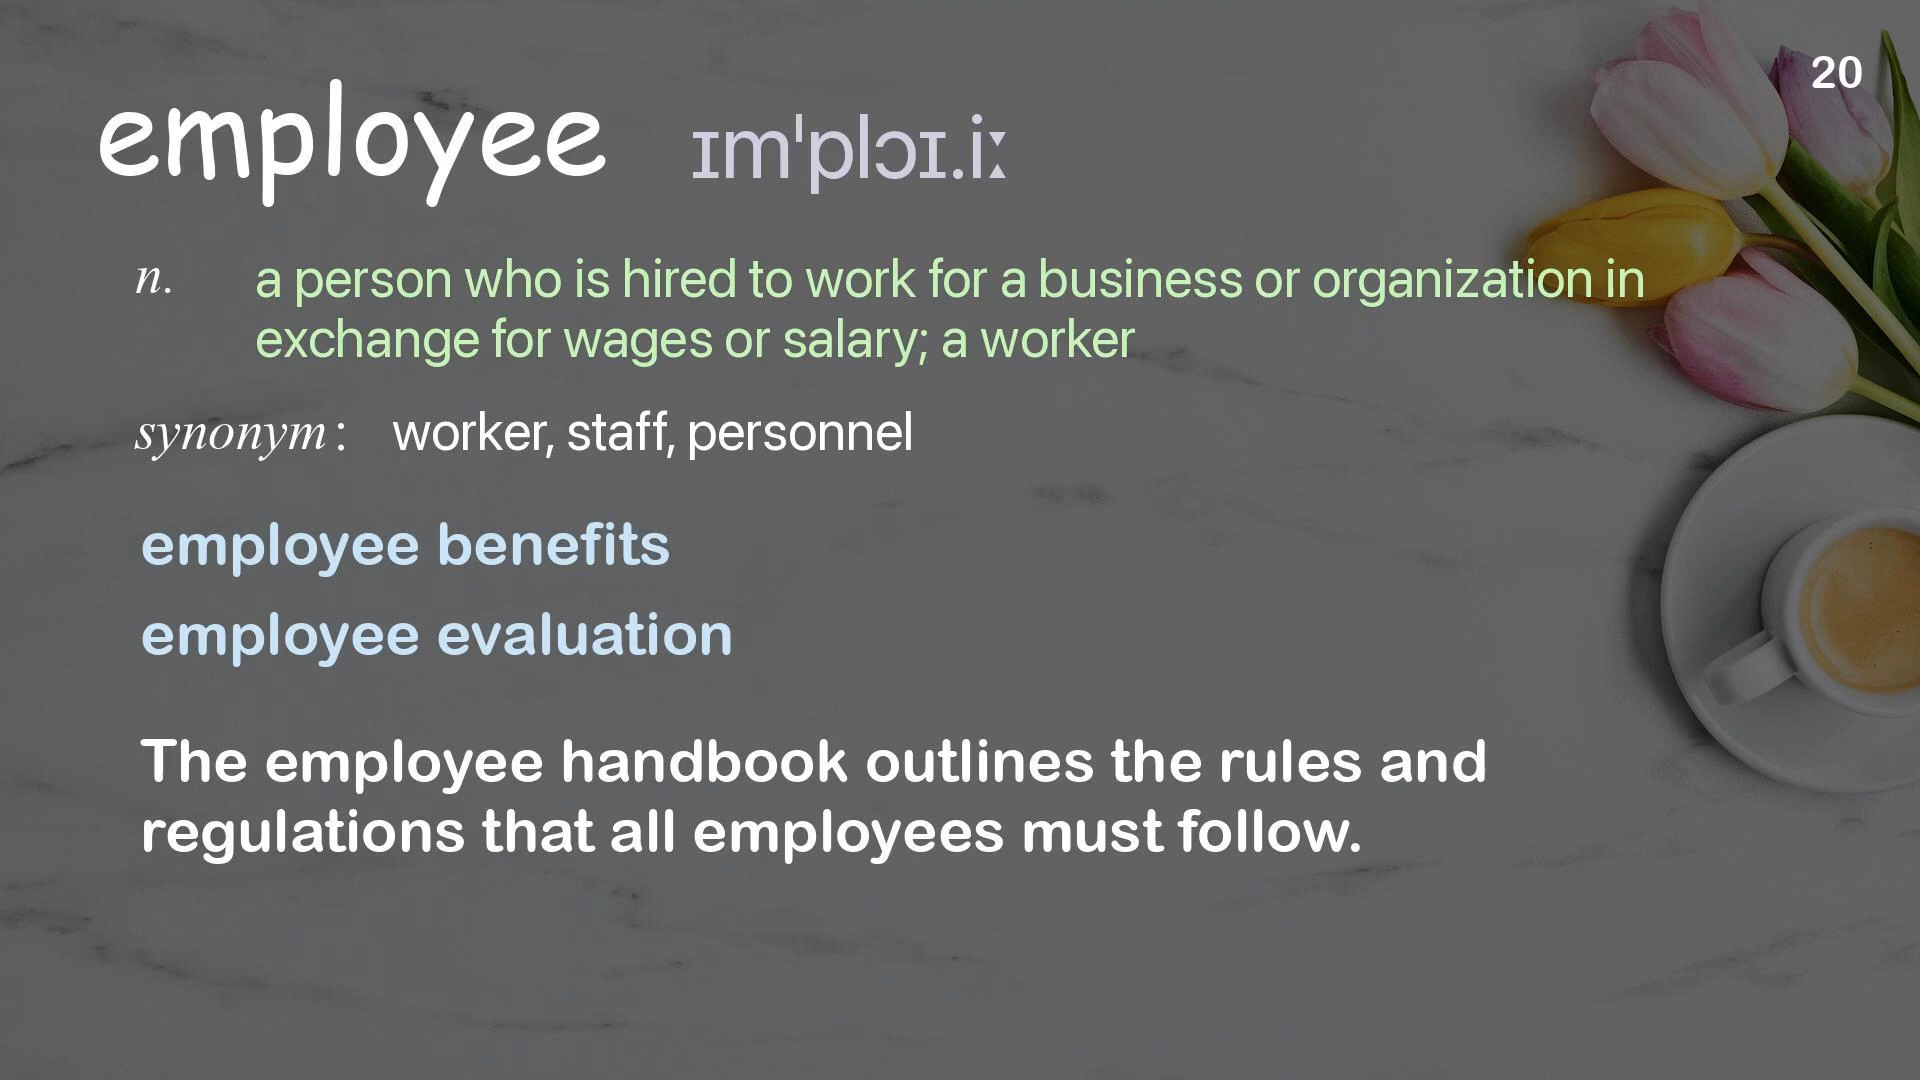 20
employee ɪmˈplɔɪ.iː
n. a person who is hired to work for a business or organization in
exchange for wages or salary; a worker
synonym: worker, staff, personnel
employee benefits
employee evaluation
The employee handbook outlines the rules and
regulations that all employees must follow.